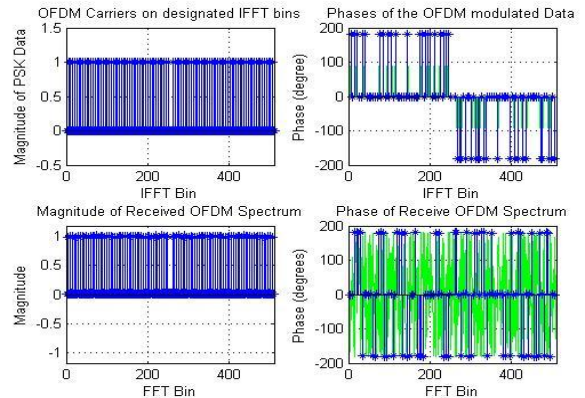 OFDM Carriers on designated IFFT bins
Magnitude of PSK Data
1.5
1
0.5
0
-0.5
0
200
400
IFFT Bin
Phases of the OFDM modulated Data
Phase (degree)
200
100
0
-100
-200
0
200
400
IFFT Bin
Magnitude of Received OFDM Spectrum
Magnitude
1
0.5
0
-0.5
-1
0
200
400
FFT Bin
Phase of Receive OFDM Spectrum
Phase (degrees)
200
100
0
-100
-200
0
200
400
FFT Bin